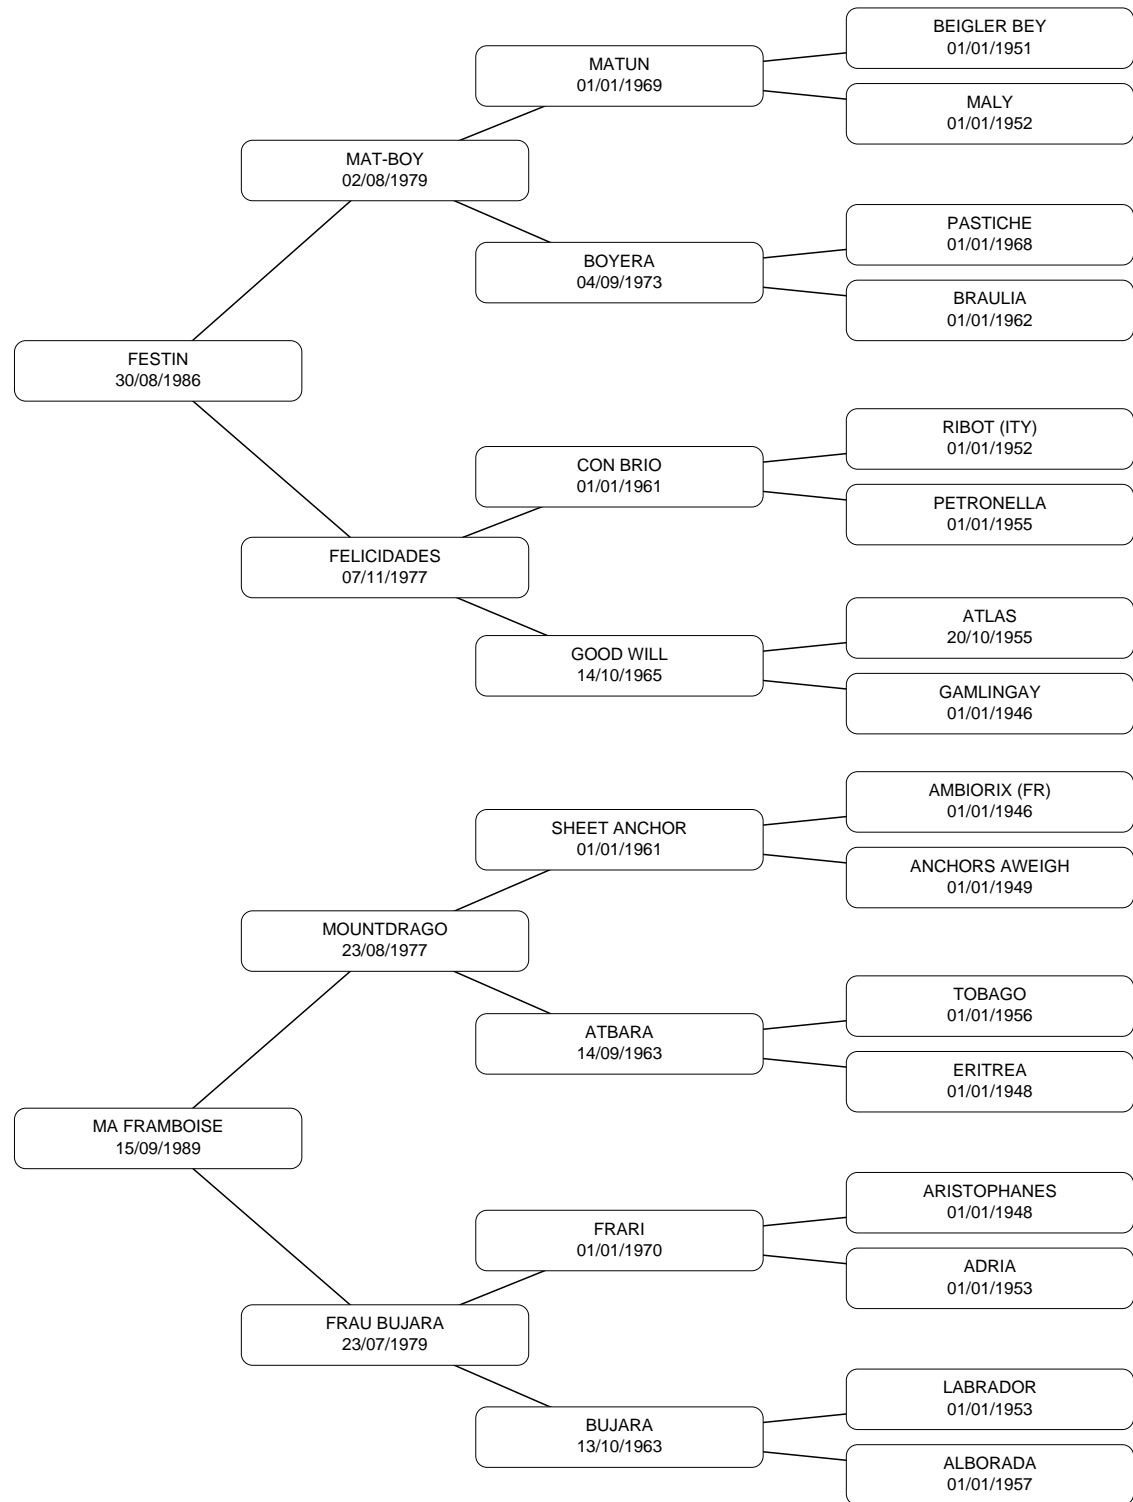 BEIGLER BEY
01/01/1951
MATUN
01/01/1969
MALY
01/01/1952
MAT-BOY
02/08/1979
PASTICHE
01/01/1968
BOYERA
04/09/1973
BRAULIA
01/01/1962
FESTIN
30/08/1986
RIBOT (ITY)
01/01/1952
CON BRIO
01/01/1961
PETRONELLA
01/01/1955
FELICIDADES
07/11/1977
ATLAS
20/10/1955
GOOD WILL
14/10/1965
GAMLINGAY
01/01/1946
AMBIORIX (FR)
01/01/1946
SHEET ANCHOR
01/01/1961
ANCHORS AWEIGH
01/01/1949
MOUNTDRAGO
23/08/1977
TOBAGO
01/01/1956
ATBARA
14/09/1963
ERITREA
01/01/1948
MA FRAMBOISE
15/09/1989
ARISTOPHANES
01/01/1948
FRARI
01/01/1970
ADRIA
01/01/1953
FRAU BUJARA
23/07/1979
LABRADOR
01/01/1953
BUJARA
13/10/1963
ALBORADA
01/01/1957